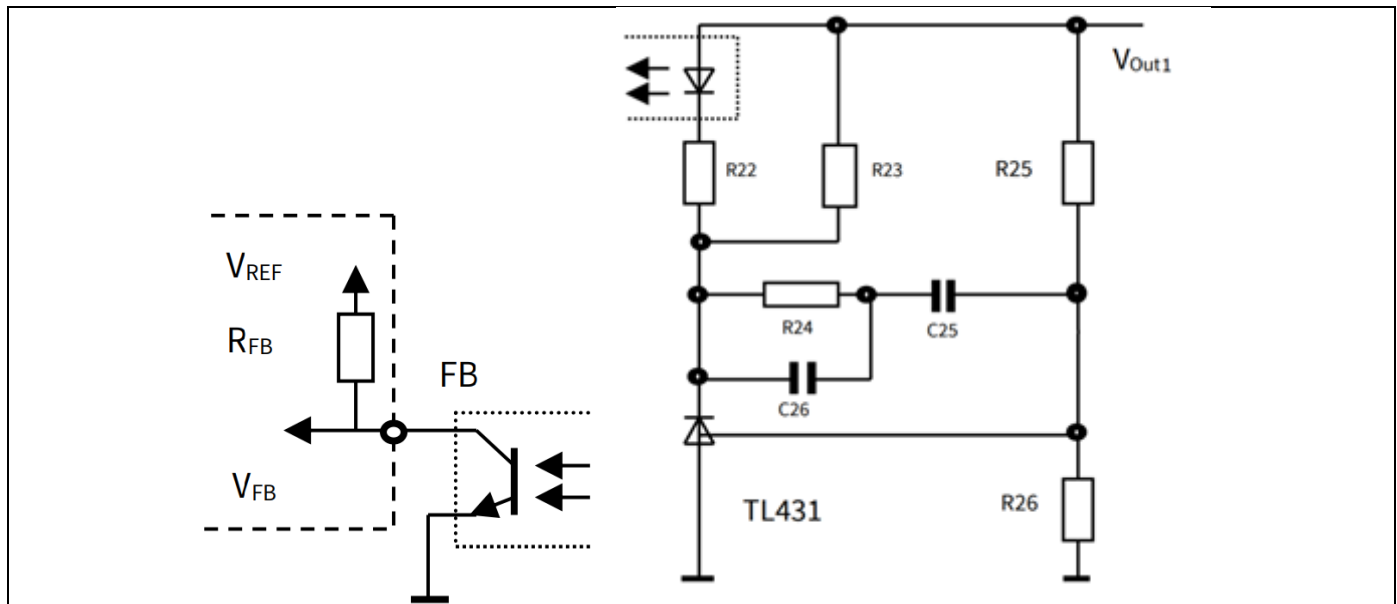 VOut1
R22
R23
R25
VREF
R24
C25
RFB
FB
C26
VFB
TL431
R26